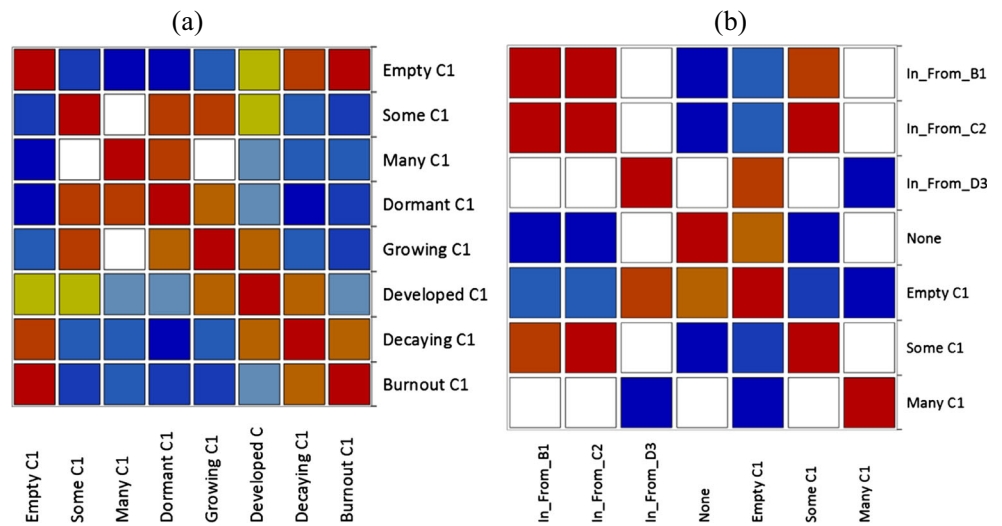 (a)
(b)
Empty C1
Some C1
Many C1
Dormant C1
Growing C1
Developed C1
Decaying C1
Burnout C1
Empty C1
Some C1
Many C1
Dormant C1
Growing C1
Developed C
Decaying C1
Burnout C1
In_From_B1
In_From_C2
In_From_D3
None
Empty C1
Some C1
Many C1
In_From_B1
In_From_C2
In_From_D3
None
Empty C1
Some C1
Many C1